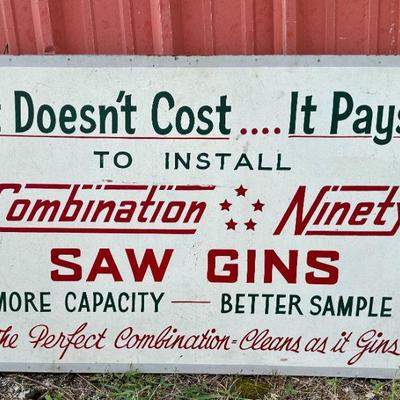 t Doesn't Cost .... It Pays
TO INSTALL
Combination Ninety
SAW GINS
MORE CAPACITY — BETTER SAMPLE
The Perfect Combination = Cleans as it Gins